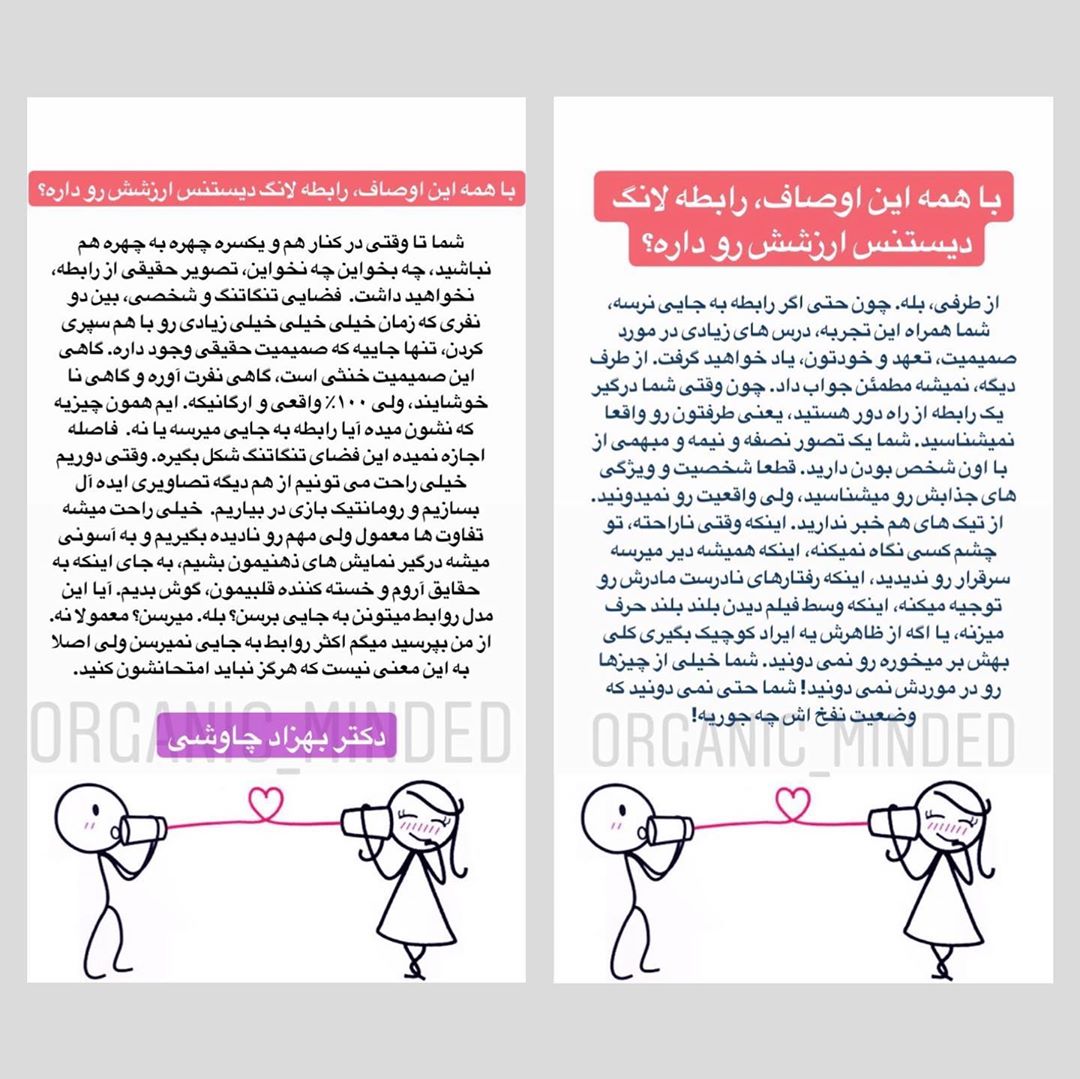 با همه این اوصاف، رابطه لانگ
دیستنس ارزشش رو داره؟
از طرفی، بله. چون حتی اگر رابطه به جایی نرسه،
شما همراه این تجربه، درس های زیادی در مورد
صمیمیت، تعهد و خودتون، یاد خواهید گرفت. از طرف
دیگه، نمیشه مطمئن جواب داد. چون وقتی شما درگیر
یک رابطه از راه دور هستید، یعنی طرفتون رو واقعا
نمیشناسید. شما یک تصور نصفه و نیمه و مبهمی از
با اون شخص بودن دارید. قطعا شخصیت و ویژگی
های جذابش رو میشناسید، ولی واقعیت رو نمیدونید.
از تیک های هم خبر ندارید. اینکه وقتی ناراحته، تو
چشم کسی نگاه نمیکنه، اینکه همیشه دیر میرسه
سرقرار رو ندیدید، اینکه رفتارهای نادرست مادرش رو
توجیه میکنه، اینکه وسط فیلم دیدن بلند بلند حرف
میزنه، یا اگه از ظاهرش یه ایراد کوچیک بگیری کلی
بهش بر میخوره رو نمی دونید. شما خیلی از چیزها
رو در موردش نمی دونید! شما حتی نمی دونید که
وضعیت نفخ اش چه جوریه!
ORGANIC_MINDED
با همه این اوصاف، رابطه لانگ دیستنس ارزشش رو داره؟
شما تا وقتی در کنار هم و یکسره چهره به چهره هم
نباشید، چه بخواین چه نخواین، تصویر حقیقی از رابطه،
نخواهید داشت. فضایی تنگاتنگ و شخصی، بین دو
نفری که زمان خیلی خیلی خیلی زیادی رو با هم سپری
کردن، تنها جاییه که صمیمیت حقیقی وجود داره. گاهی
این صمیمیت خنثی است، گاهی نفرت آوره و گاهی نا
خوشایند، ولی ۱۰۰٪ واقعی و ارگانیکه. ایم همون چیزیه
که نشون میده آیا رابطه به جایی میرسه یا نه. فاصله
اجازه نمیده این فضای تنگاتنگ شکل بگیره. وقتی دوریم
خیلی راحت می تونیم از هم دیگه تصاویری ایده آل
بسازیم و رومانتیک بازی در بیاریم. خیلی راحت میشه
تفاوت ها معمول ولی مهم رو نادیده بگیریم و به آسونی
میشه درگیر نمایش های ذهنیمون بشیم، به جای اینکه به
حقایق آروم و خسته کننده قلبیمون، گوش بدیم. آیا این
مدل روابط میتونن به جایی برسن؟ بله. میرسن؟ معمولا نه.
از من بپرسید میگم اکثر روابط به جایی نمیرسن ولی اصلا
به این معنی نیست که هرگز نباید امتحانشون کنید.
ORGANIC_MINDED
دکتر بهزاد چاوشی